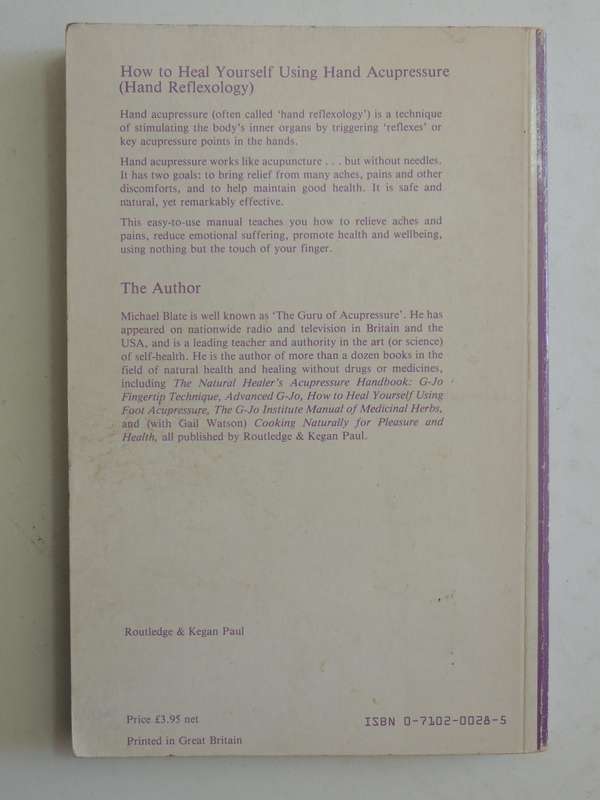 How to Heal Yourself Using Hand Acupressure
(Hand Reflexology)
Hand acupressure (often called ‘hand reflexology’) is a technique
of stimulating the body’s inner organs by triggering ‘reflexes’ or
key acupressure points in the hands.
Hand acupressure works like acupuncture . . . but without needles.
It has two goals: to bring relief from many aches, pains and other
discomforts, and to help maintain good health. It is safe and
natural, yet remarkably effective.
This easy-to-use manual teaches you how to relieve aches and
pains, reduce emotional suffering, promote health and wellbeing,
using nothing but the touch of your finger.
The Author
Michael Blate is well known as ‘The Guru of Acupressure’. He has
appeared on nationwide radio and television in Britain and the
USA, and is a leading teacher and authority in the art (or science)
of self-health. He is the author of more than a dozen books in the
field of natural health and healing without drugs or medicines,
including The Natural Healer’s Acupressure Handbook: G-Jo
Fingertip Technique, Advanced G-Jo, How to Heal Yourself Using
Foot Acupressure, The G-Jo Institute Manual of Medicinal Herbs,
and (with Gail Watson) Cooking Naturally for Pleasure and
Health, all published by Routledge & Kegan Paul.
Routledge & Kegan Paul
Price £3.95 net
ISBN 0-7102-0028-5
Printed in Great Britain